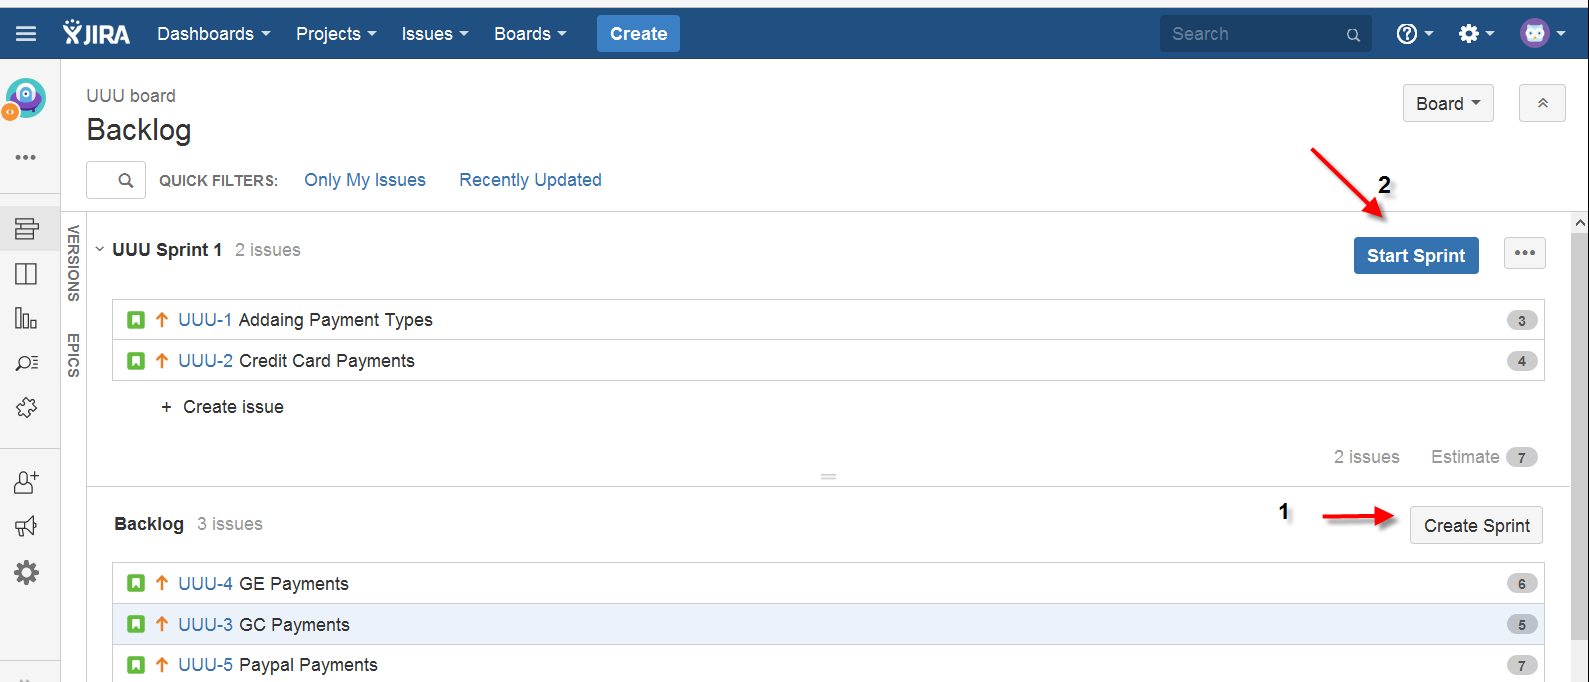 JIRA Dashboards Projects Issues Boards Create Search
UUU board
Board
Backlog
QUICK FILTERS: Only My Issues Recently Updated
2
VERSIONS
EPICS
UUU Sprint 1 2 issues
Start Sprint
UUU-1 Addaing Payment Types 3
UUU-2 Credit Card Payments 4
+ Create issue
2 issues Estimate 7
Backlog 3 issues
1
Create Sprint
UUU-4 GE Payments 6
UUU-3 GC Payments 5
UUU-5 Paypal Payments 7